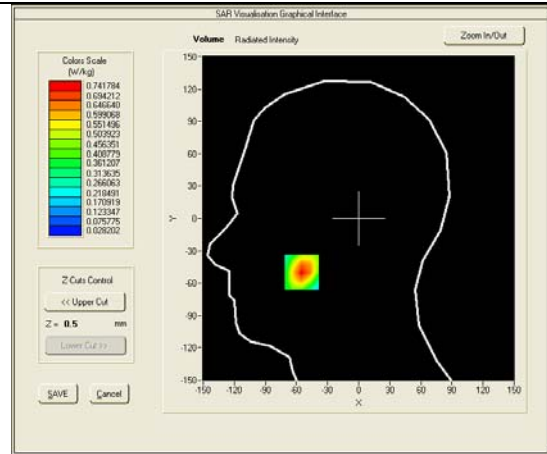 SAR Visualisation Graphical Interface
Volume Radiated Intensity
Zoom In/Out
Colors Scale
(W/kg)
0.741784
0.694212
0.646640
0.599068
0.551496
0.503923
0.456351
0.408779
0.361207
0.313635
0.266063
0.218491
0.170919
0.123347
0.075775
0.028202
Z Cuts Control
<< Upper Cut
Z = 0.5 mm
Lower Cut >>
SAVE Cancel
150
120
90
60
30
0
-30
-60
-90
-120
-150
Y
-150 -120 -90 -60 -30 0 30 60 90 120 150
X